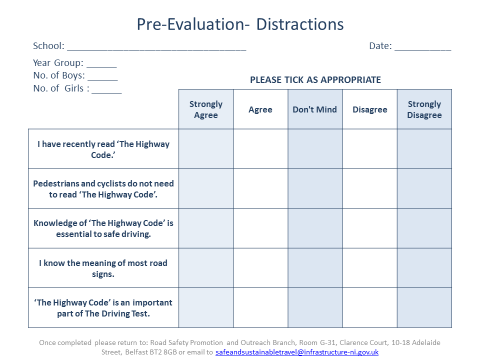 Pre-Evaluation- Distractions
School: ___________________________________ Date: ___________
Year Group: ______
No. of Boys: ______
No. of  Girls : ______
PLEASE TICK AS APPROPRIATE
Strongly
Agree
Agree
Don't Mind
Disagree
Strongly
Disagree
I have recently read ‘The Highway
Code.’
Pedestrians and cyclists do not need
to read ‘The Highway Code’.
Knowledge of ‘The Highway Code’ is
essential to safe driving.
I know the meaning of most road
signs.
‘The Highway Code’ is an important
part of The Driving Test.
Once completed please return to: Road Safety Promotion  and Outreach Branch, Room G-31, Clarence Court, 10-18 Adelaide
Street, Belfast BT2 8GB or email to safeandsustainabletravel@infrastructure-ni.gov.uk